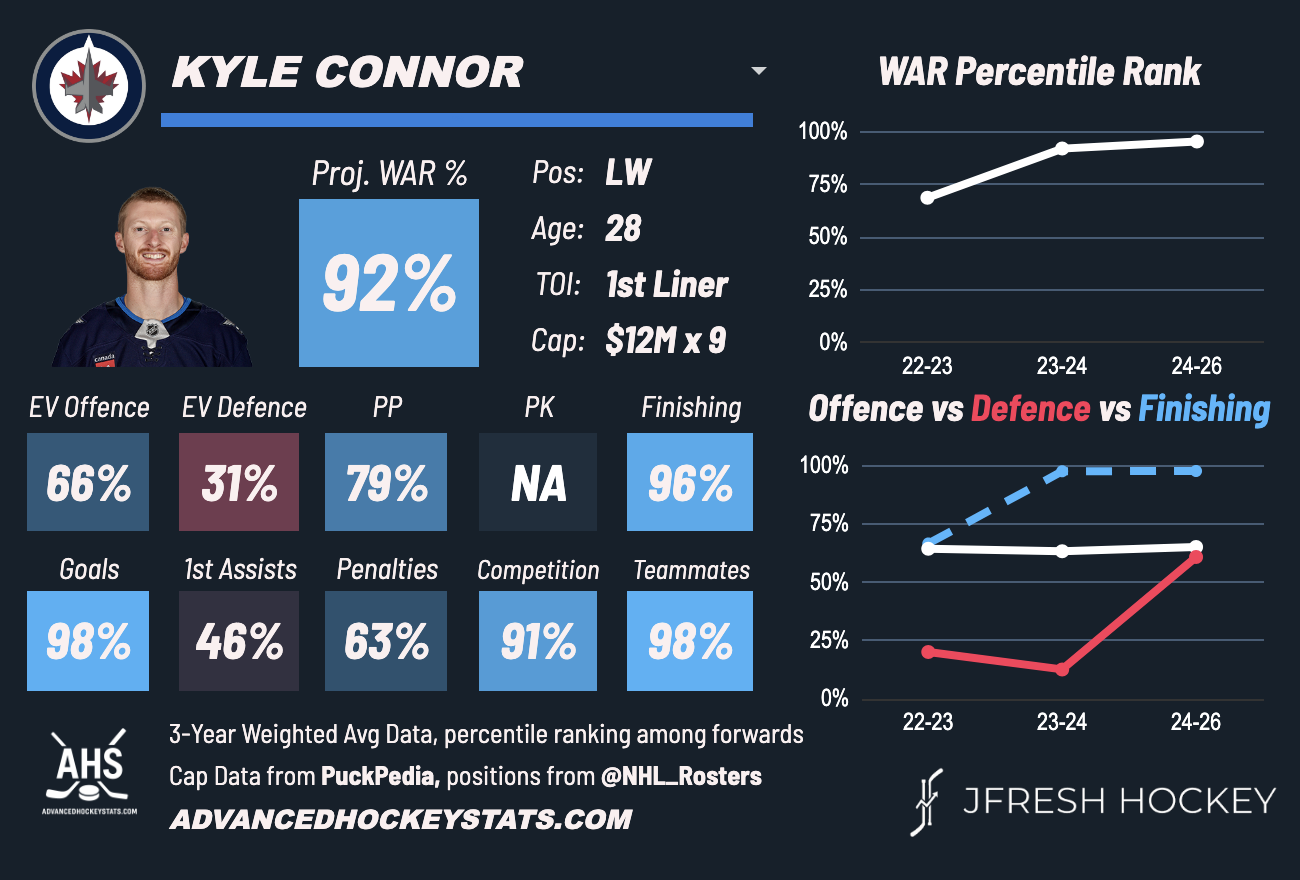 KYLE CONNOR
WAR Percentile Rank
Proj. WAR %
92%
Pos: LW
Age: 28
TOI: 1st Liner
Cap: $12M x 9
100%
75%
50%
25%
0%
22-23 23-24 24-26
canada
EV Offence EV Defence PP PK Finishing
66% 31% 79% NA 96%
Goals 1st Assists Penalties Competition Teammates
98% 46% 63% 91% 98%
Offence vs Defence vs Finishing
100%
75%
50%
25%
0%
22-23 23-24 24-26
AHS
ADVANCEDHOCKEYSTATS.COM
3-Year Weighted Avg Data, percentile ranking among forwards
Cap Data from PuckPedia, positions from @NHL_Rosters
ADVANCEDHOCKEYSTATS.COM
JFRESH HOCKEY